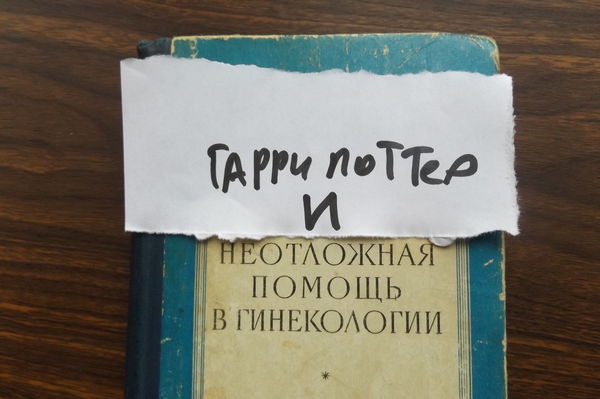 ГАРРИ ПОТТЕР
И
НЕОТЛОЖНАЯ
ПОМОЩЬ
В ГИНЕКОЛОГИИ
*